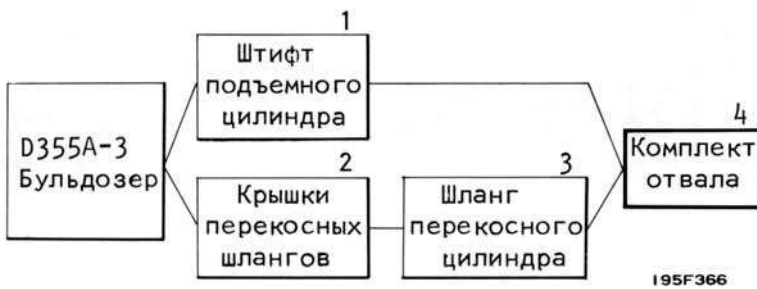 D355A-3
Бульдозер
1
Штифт
подъемного
цилиндра
2
Крышки
перекосных
шлангов
3
Шланг
перекосного
цилиндра
4
Комплект
отвала
195F366